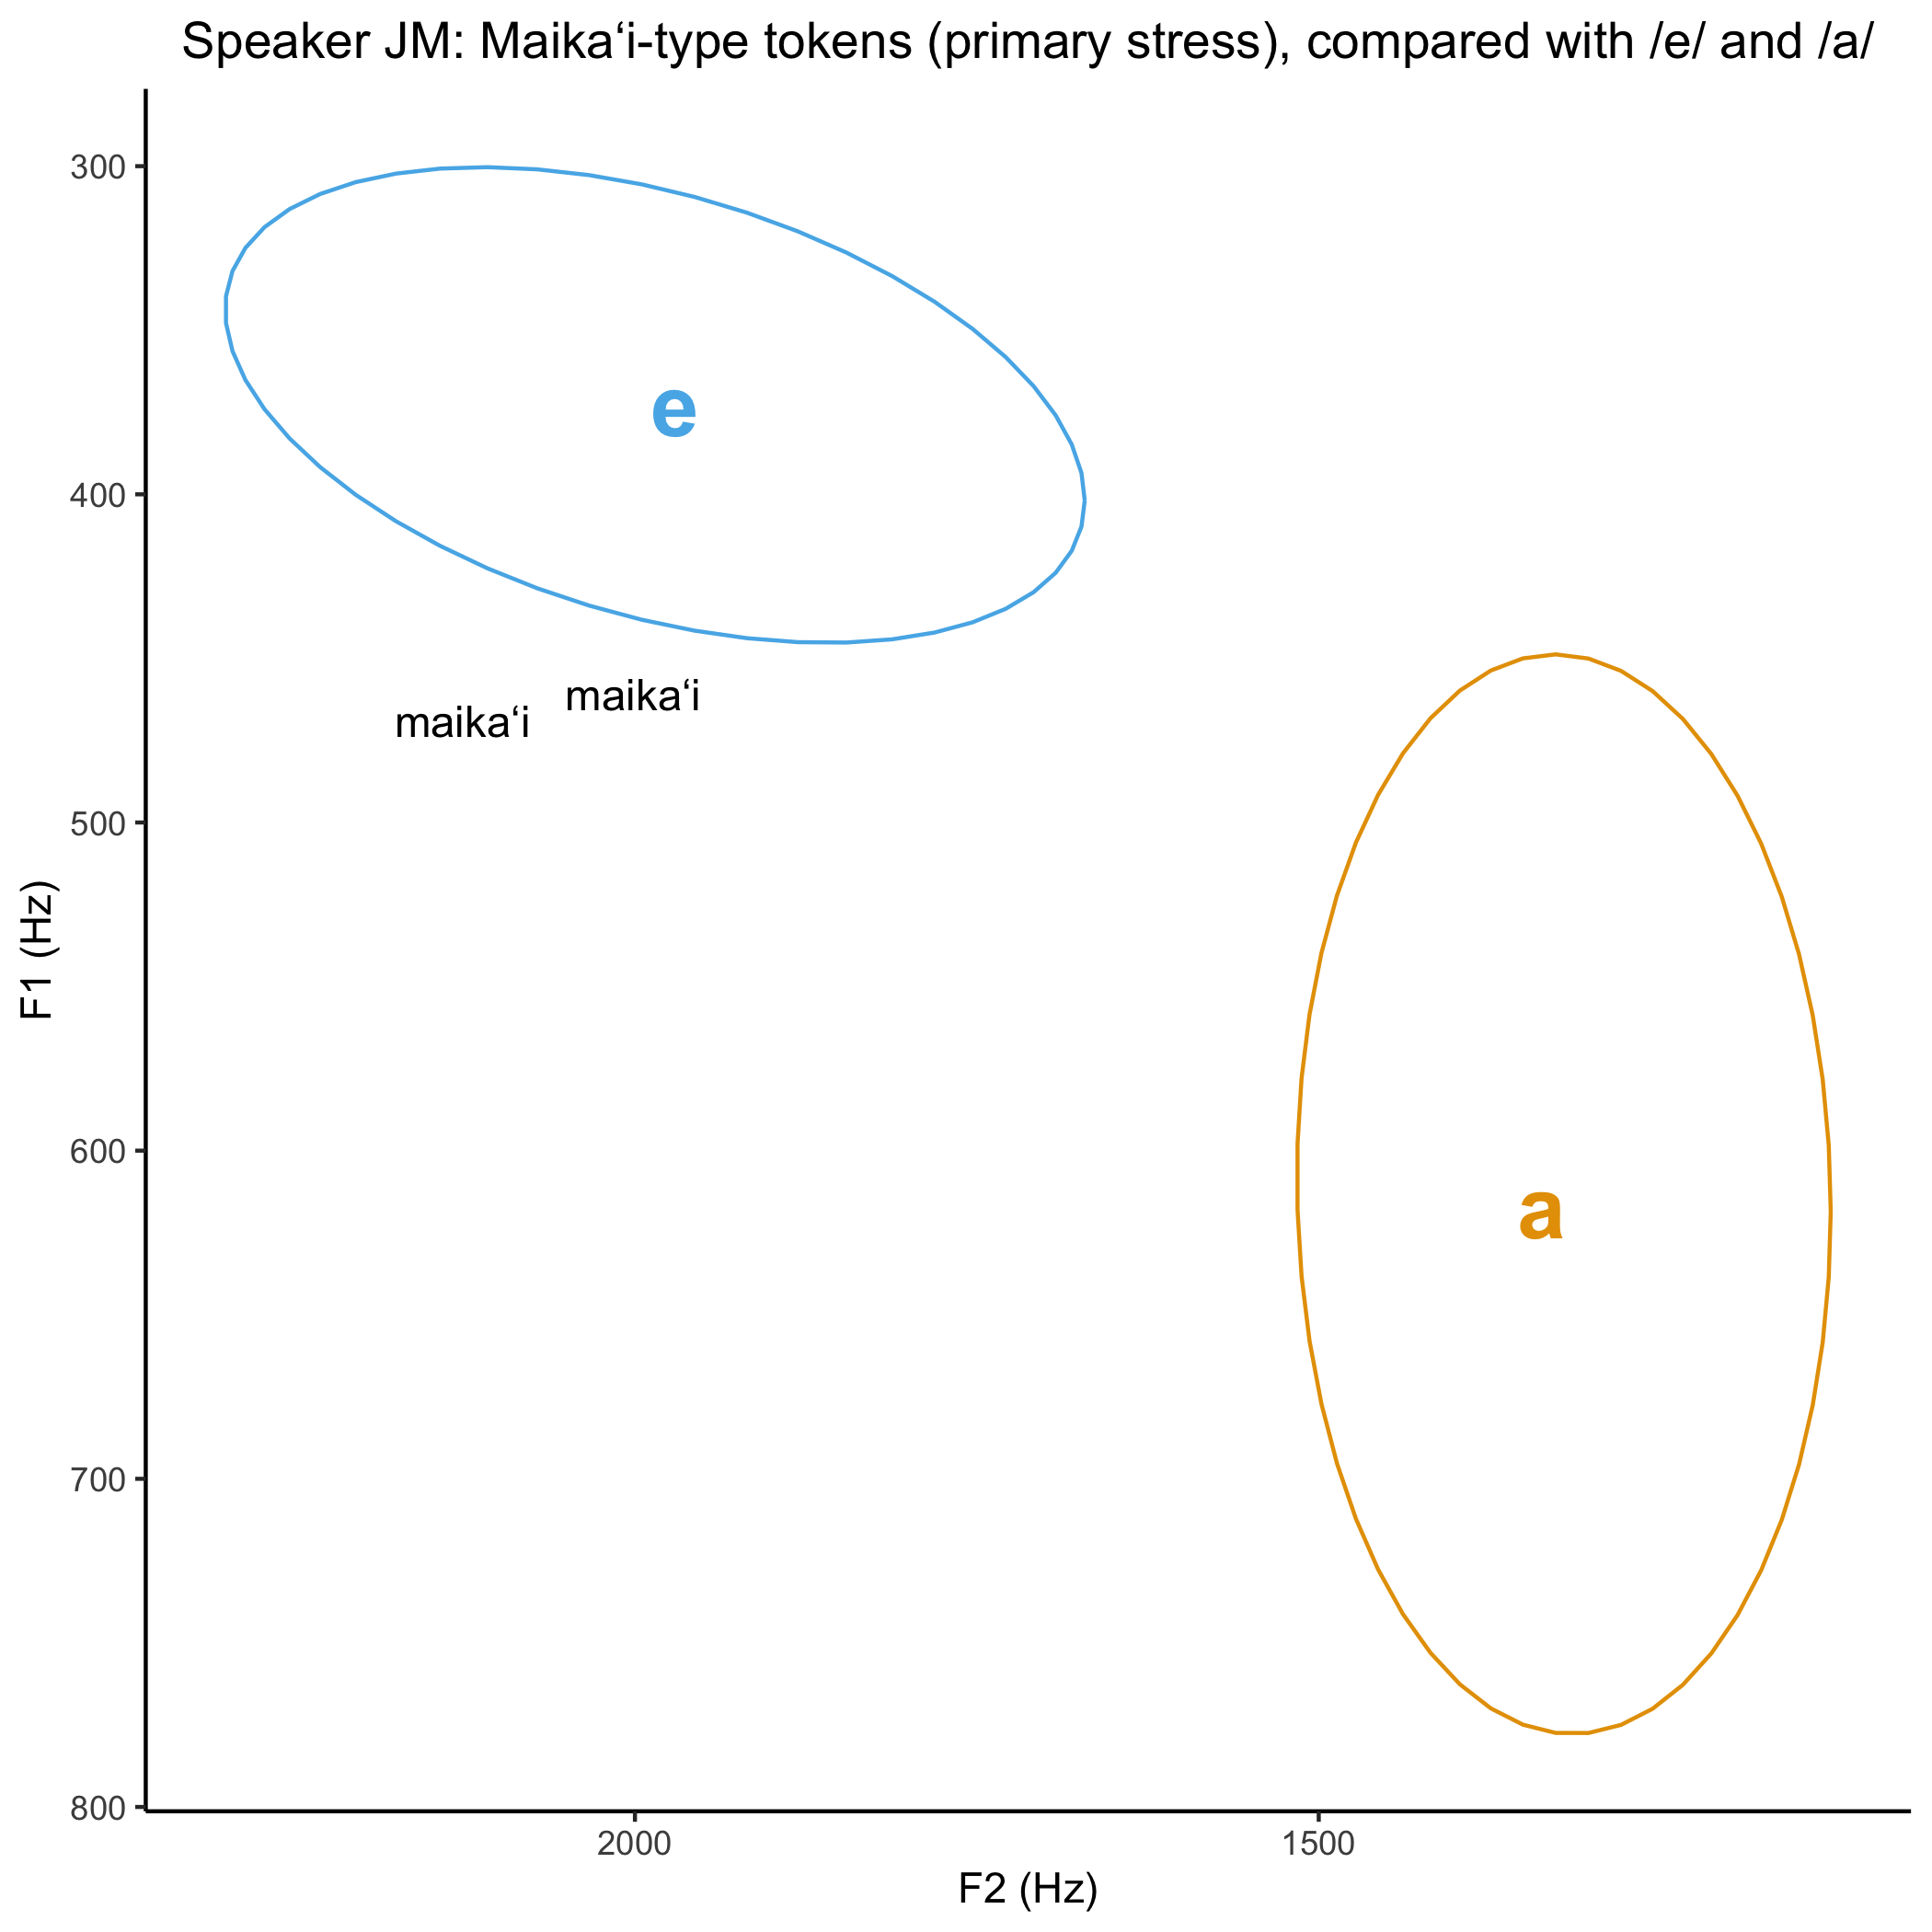 Speaker JM: Maikaʻi-type tokens (primary stress), compared with /e/ and /a/
300
e
400
maikaʻi
maikaʻi
500
F1 (Hz)
600
a
700
800
2000
1500
F2 (Hz)